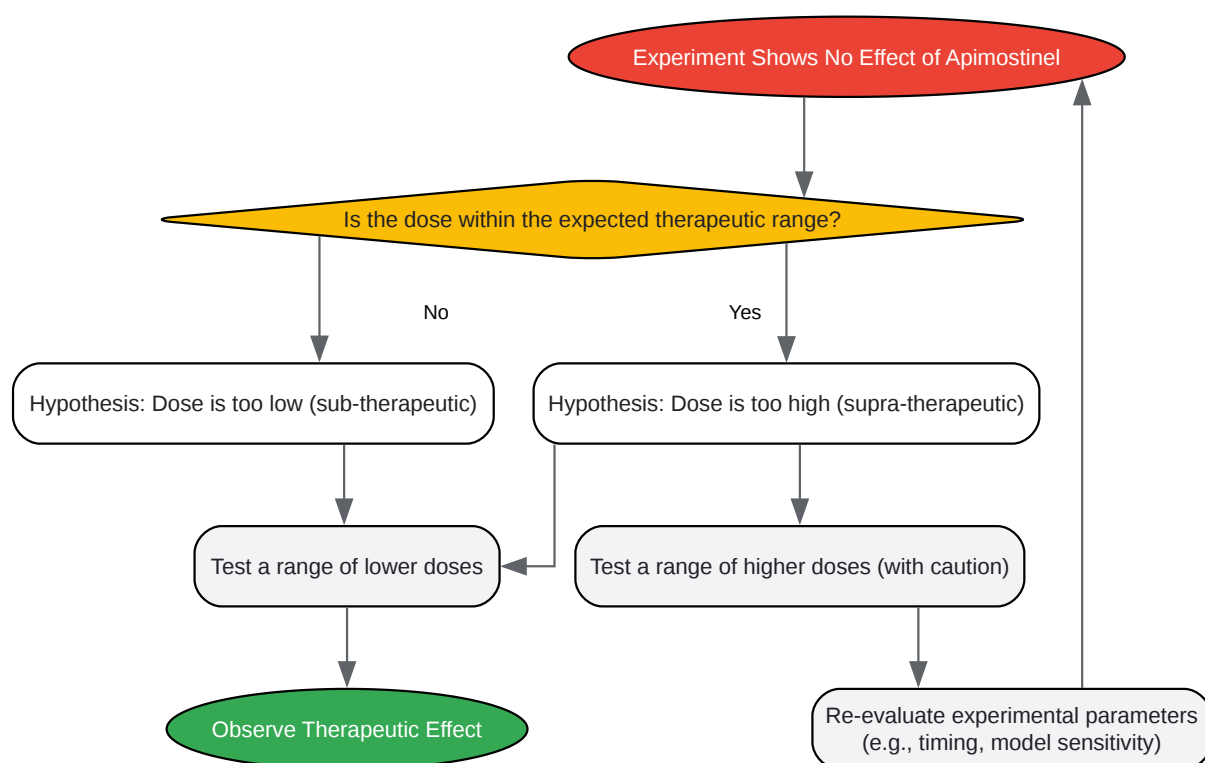 Experiment Shows No Effect of Apimostinel
Is the dose within the expected therapeutic range?
No
Yes
Hypothesis: Dose is too low (sub-therapeutic)
Hypothesis: Dose is too high (supra-therapeutic)
Test a range of lower doses
Test a range of higher doses (with caution)
Observe Therapeutic Effect
Re-evaluate experimental parameters
(e.g., timing, model sensitivity)